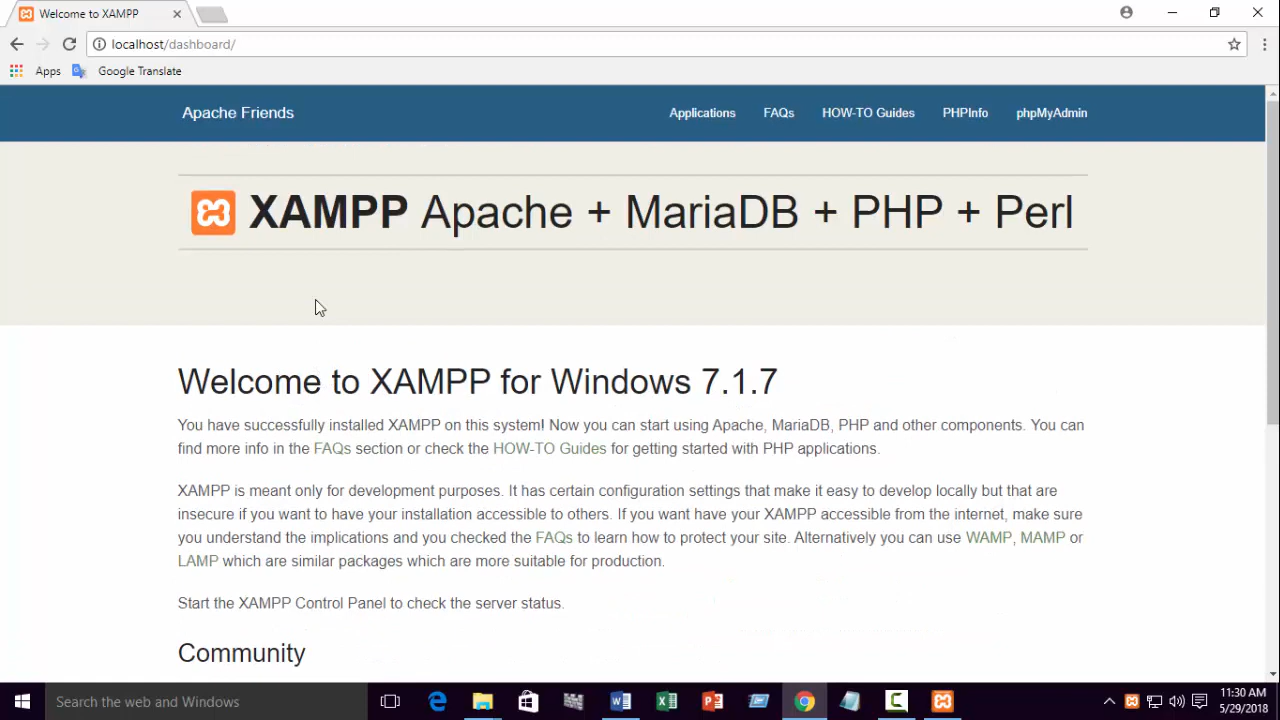 Welcome to XAMPP
localhost/dashboard/
Apps Google Translate
Apache Friends Applications FAQs HOW-TO Guides PHPInfo phpMyAdmin
XAMPP Apache + MariaDB + PHP + Perl
Welcome to XAMPP for Windows 7.1.7
You have successfully installed XAMPP on this system! Now you can start using Apache, MariaDB, PHP and other components. You can
find more info in the FAQs section or check the HOW-TO Guides for getting started with PHP applications.
XAMPP is meant only for development purposes. It has certain configuration settings that make it easy to develop locally but that are
insecure if you want to have your installation accessible to others. If you want have your XAMPP accessible from the internet, make sure
you understand the implications and you checked the FAQs to learn how to protect your site. Alternatively you can use WAMP, MAMP or
LAMP which are similar packages which are more suitable for production.
Start the XAMPP Control Panel to check the server status.
Community
Search the web and Windows
11:30 AM
5/29/2018